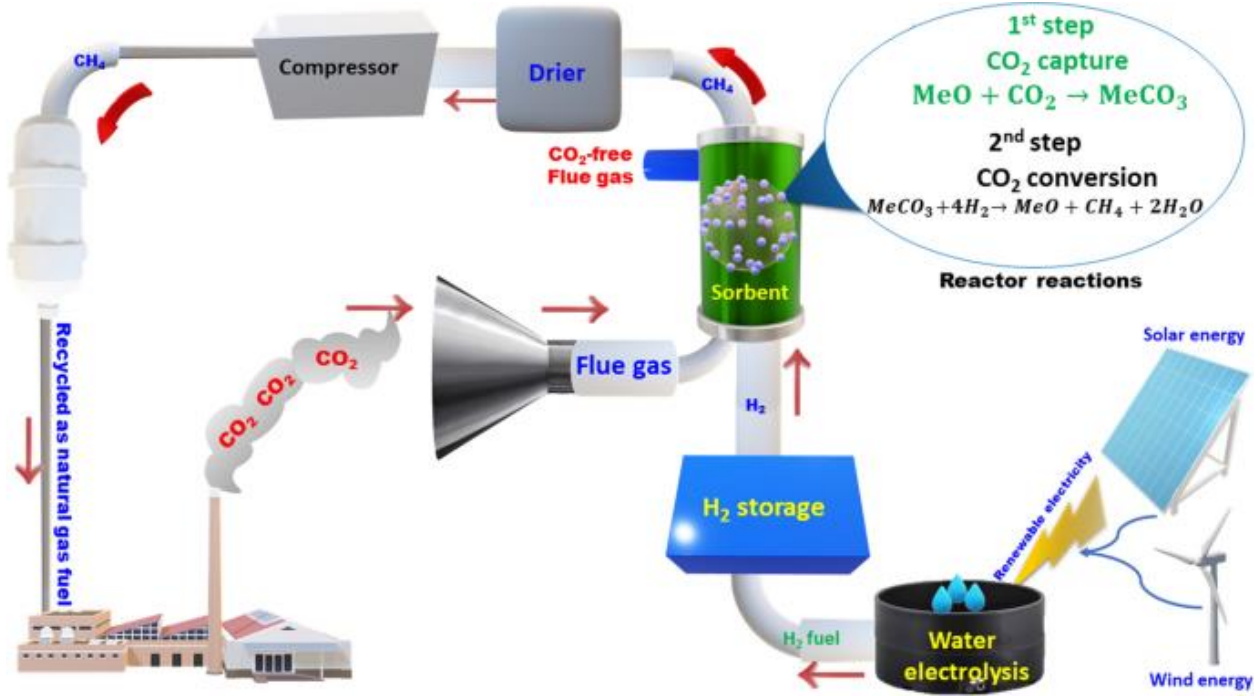 CH₄
Compressor
Drier
CH₄
1st step
CO₂ capture
MeO + CO₂ → MeCO₃
2nd step
CO₂ conversion
MeCO₃+4H₂→ MeO + CH₄ + 2H₂O
Reactor reactions
CO₂-free
Flue gas
Sorbent
Recycled as natural gas fuel
CO₂
CO₂
CO₂
Flue gas
H₂
H₂ storage
Solar energy
Renewable electricity
H₂ fuel
Water
electrolysis
Wind energy